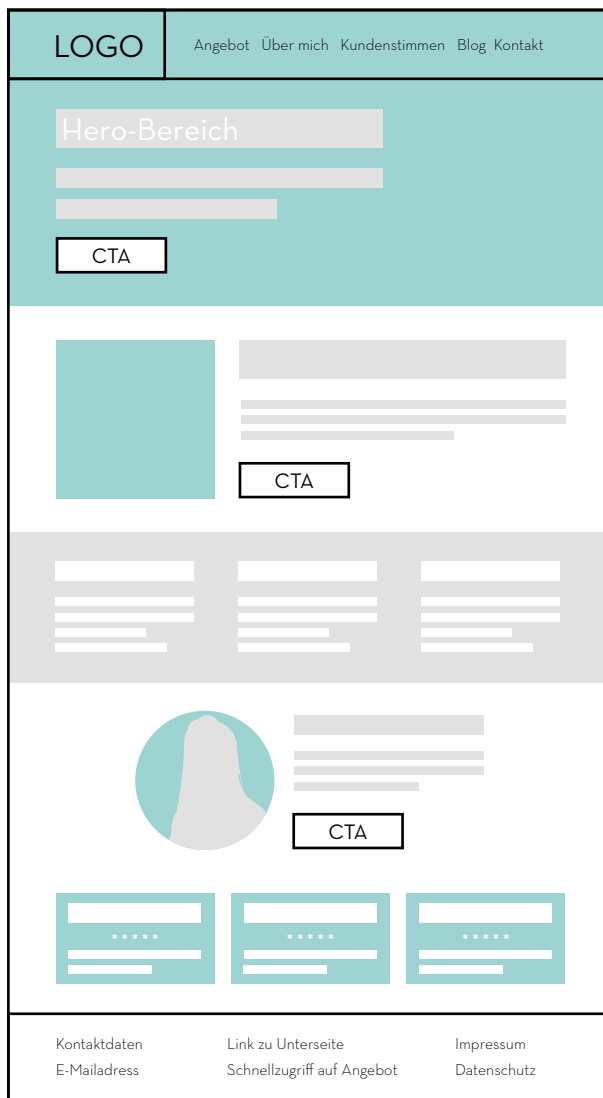 LOGO
Angebot Über mich Kundenstimmen Blog Kontakt
Hero-Bereich
CTA
CTA
CTA
* * * * * * * * * * * * * * *
Kontaktdaten Link zu Unterseite Impressum
E-Mailadress Schnellzugriff auf Angebot Datenschutz